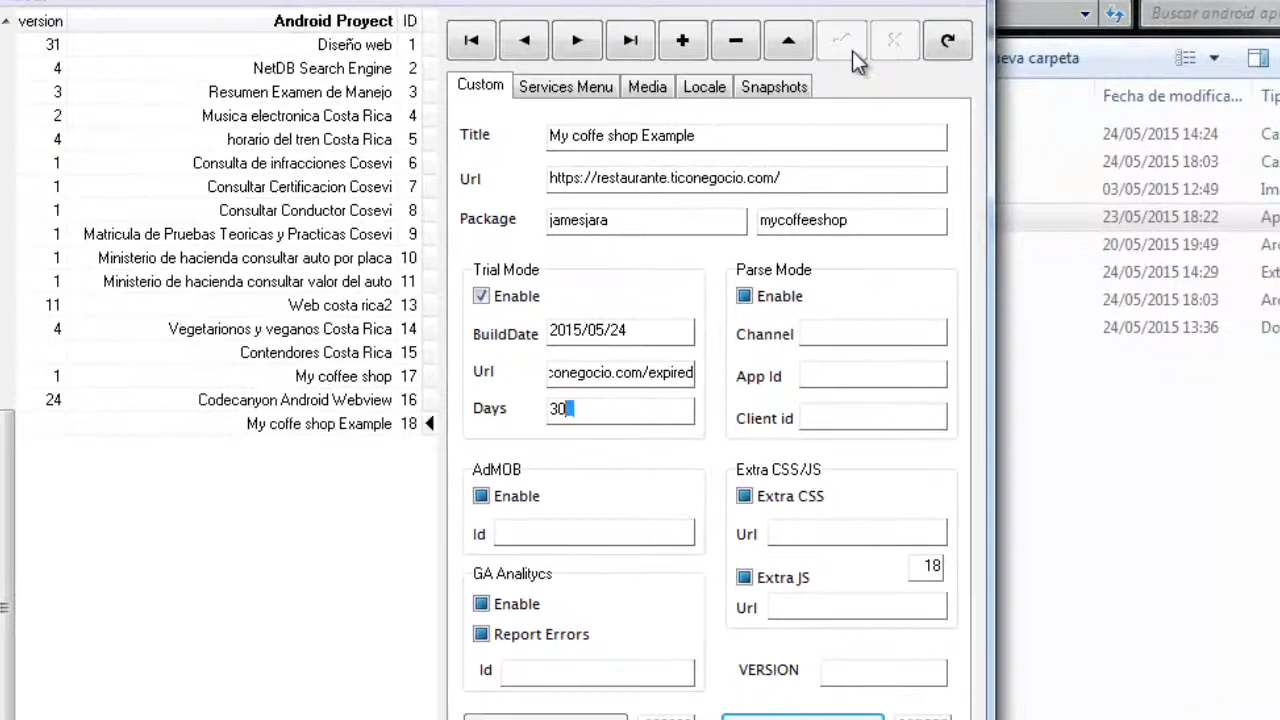 version Android Proyect ID
31 Diseño web 1
4 NetDB Search Engine 2
3 Resumen Examen de Manejo 3
2 Musica electronica Costa Rica 4
4 horario del tren Costa Rica 5
1 Consulta de infracciones Cosevi 6
1 Consultar Certificacion Cosevi 7
1 Consultar Conductor Cosevi 8
1 Matricula de Pruebas Teoricas y Practicas Cosevi 9
1 Ministerio de hacienda consultar auto por placa 10
1 Ministerio de hacienda consultar valor del auto 11
11 Web costa rica2 13
4 Vegetarionos y veganos Costa Rica 14
Contendores Costa Rica 15
1 My coffee shop 17
24 Codecanyon Android Webview 16
My coffe shop Example 18
Custom Services Menu Media Locale Snapshots
Title My coffe shop Example
Url https://restaurante.ticonegocio.com/
Package jamesjara mycoffeeshop
Trial Mode
Enable
BuildDate 2015/05/24
Url conegocio.com/expired
Days 30
Parse Mode
Enable
Channel
App Id
Client id
AdMOB
Enable
Id
Extra CSS/JS
Extra CSS
Url
18
Extra JS
Url
GA Analitycs
Enable
Report Errors
Id
VERSION
Buscar android ap
ueva carpeta
Fecha de modifica... Tip
24/05/2015 14:24 Ca
24/05/2015 18:03 Ca
03/05/2015 12:49 Im
23/05/2015 18:22 Ap
20/05/2015 19:49 Ar
24/05/2015 14:29 Ext
24/05/2015 18:03 Ar
24/05/2015 13:36 Do